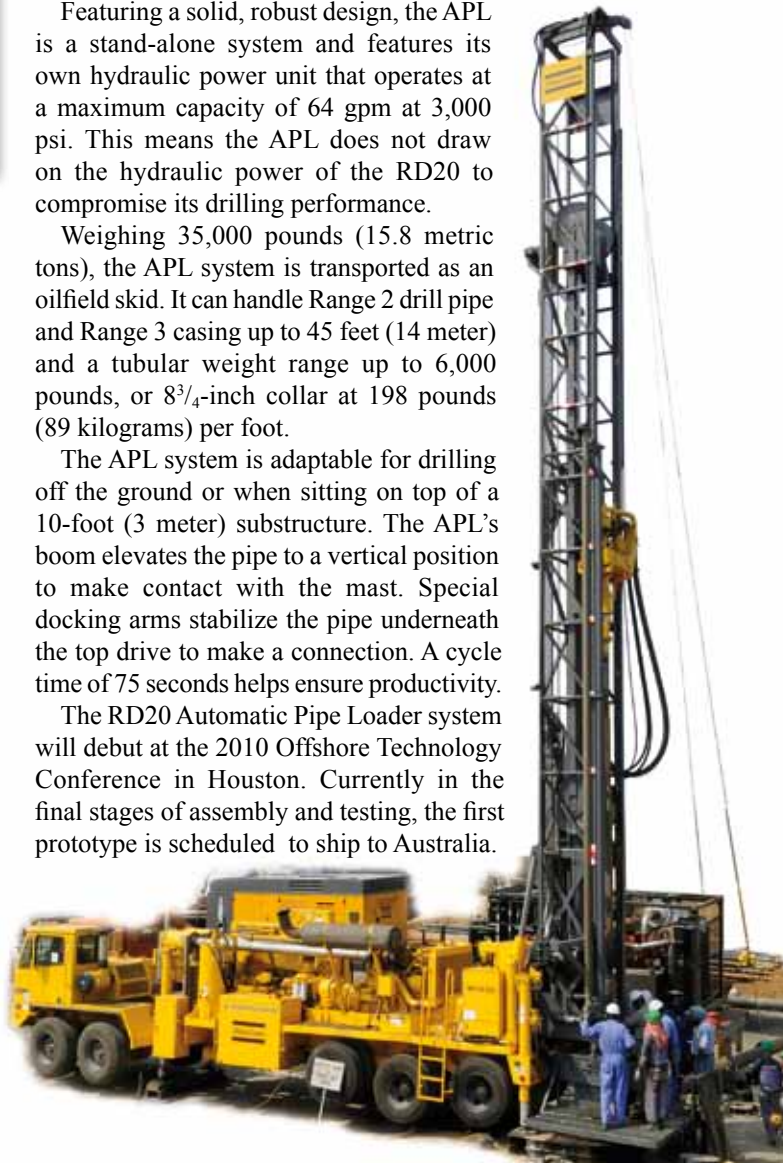 Featuring a solid, robust design, the APL
is a stand-alone system and features its
own hydraulic power unit that operates at
a maximum capacity of 64 gpm at 3,000
psi. This means the APL does not draw
on the hydraulic power of the RD20 to
compromise its drilling performance.
Weighing 35,000 pounds (15.8 metric
tons), the APL system is transported as an
oilfield skid. It can handle Range 2 drill pipe
and Range 3 casing up to 45 feet (14 meter)
and a tubular weight range up to 6,000
pounds, or 8³/₄-inch collar at 198 pounds
(89 kilograms) per foot.
The APL system is adaptable for drilling
off the ground or when sitting on top of a
10-foot (3 meter) substructure. The APL’s
boom elevates the pipe to a vertical position
to make contact with the mast. Special
docking arms stabilize the pipe underneath
the top drive to make a connection. A cycle
time of 75 seconds helps ensure productivity.
The RD20 Automatic Pipe Loader system
will debut at the 2010 Offshore Technology
Conference in Houston. Currently in the
final stages of assembly and testing, the first
prototype is scheduled to ship to Australia.